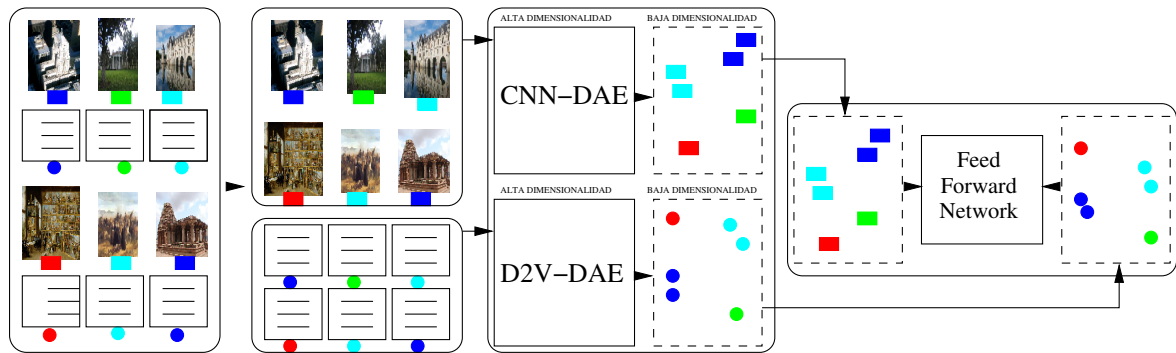 ALTA DIMENSIONALIDAD
BAJA DIMENSIONALIDAD
CNN−DAE
ALTA DIMENSIONALIDAD
BAJA DIMENSIONALIDAD
D2V−DAE
Feed
Forward
Network